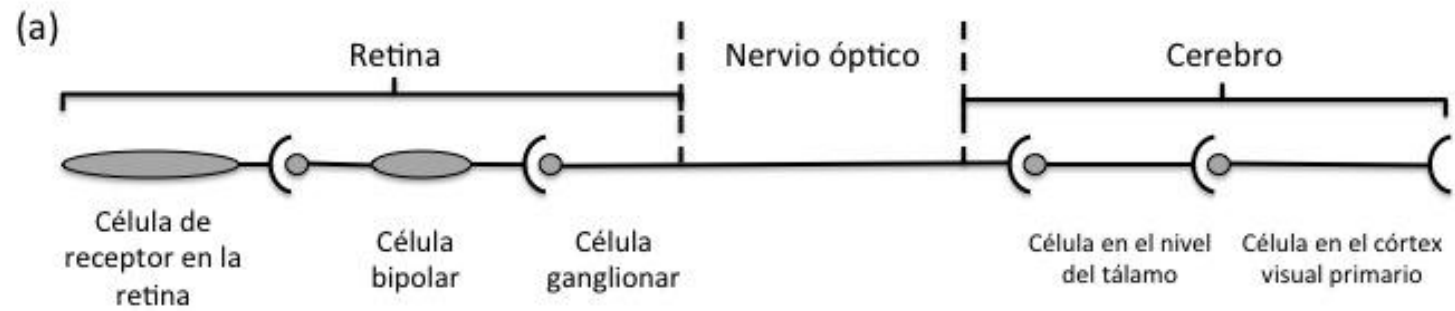 (a)
Retina
Nervio óptico
Cerebro
Célula de
receptor en la
retina
Célula
bipolar
Célula
ganglionar
Célula en el nivel
del tálamo
Célula en el córtex
visual primario